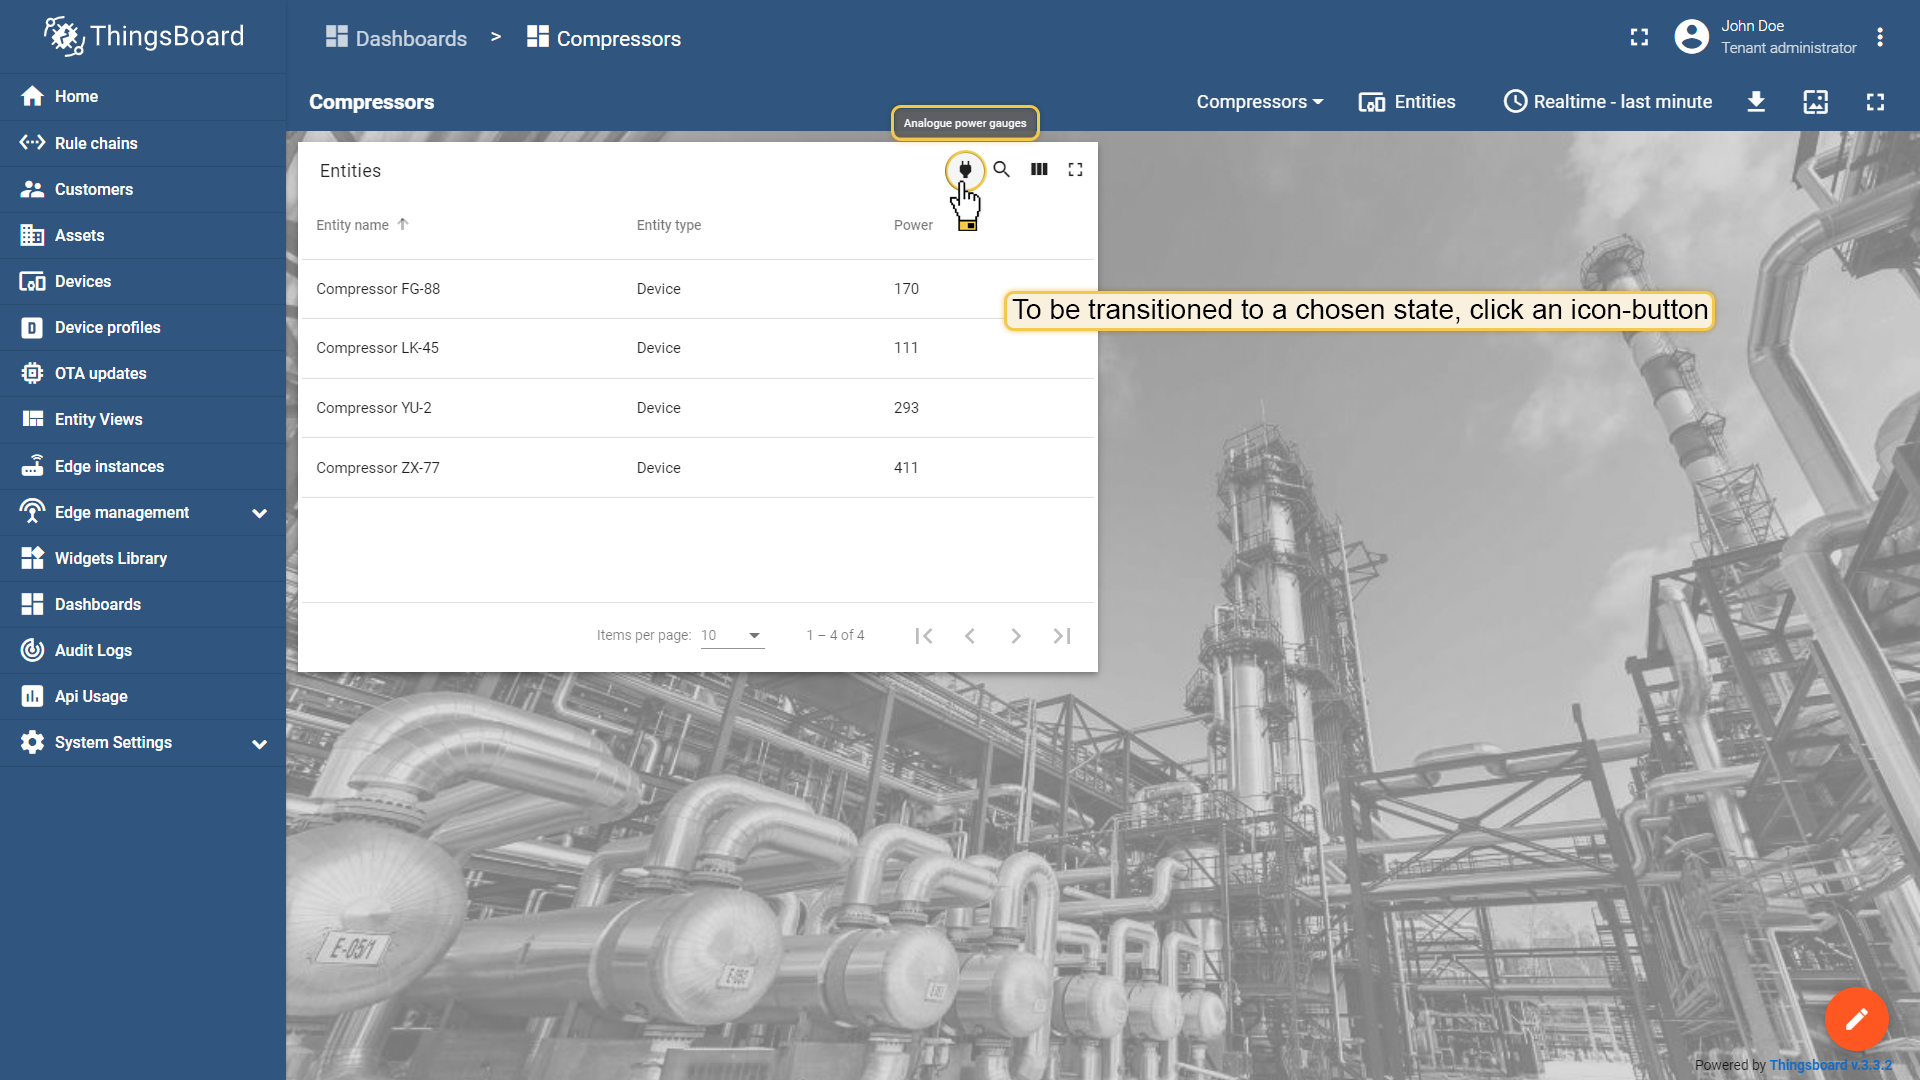 ThingsBoard
Dashboards > Compressors
John Doe
Tenant administrator
Compressors
Compressors
Entities
Realtime - last minute
Home
Rule chains
Customers
Assets
Devices
Device profiles
OTA updates
Entity Views
Edge instances
Edge management
Widgets Library
Dashboards
Audit Logs
Api Usage
System Settings
Analogue power gauges
Entities
Entity name Entity type Power
Compressor FG-88 Device 170
Compressor LK-45 Device 111
Compressor YU-2 Device 293
Compressor ZX-77 Device 411
Items per page: 10 1 – 4 of 4
To be transitioned to a chosen state, click an icon-button
E-05/1
Powered by Thingsboard v.3.3.2